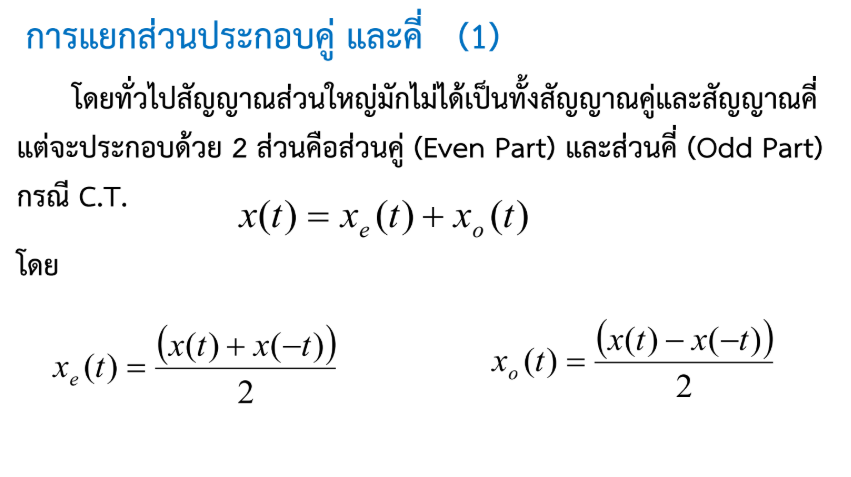 การแยกส่วนประกอบคู่ และคี่ (1)
โดยทั่วไปสัญญาณส่วนใหญ่มักไม่ได้เป็นทั้งสัญญาณคู่และสัญญาณคี่
แต่จะประกอบด้วย 2 ส่วนคือส่วนคู่ (Even Part) และส่วนคี่ (Odd Part)
กรณี C.T.
x(t) = xₑ(t) + xₒ(t)
โดย
xₑ(t) = (x(t) + x(−t)) / 2
xₒ(t) = (x(t) − x(−t)) / 2